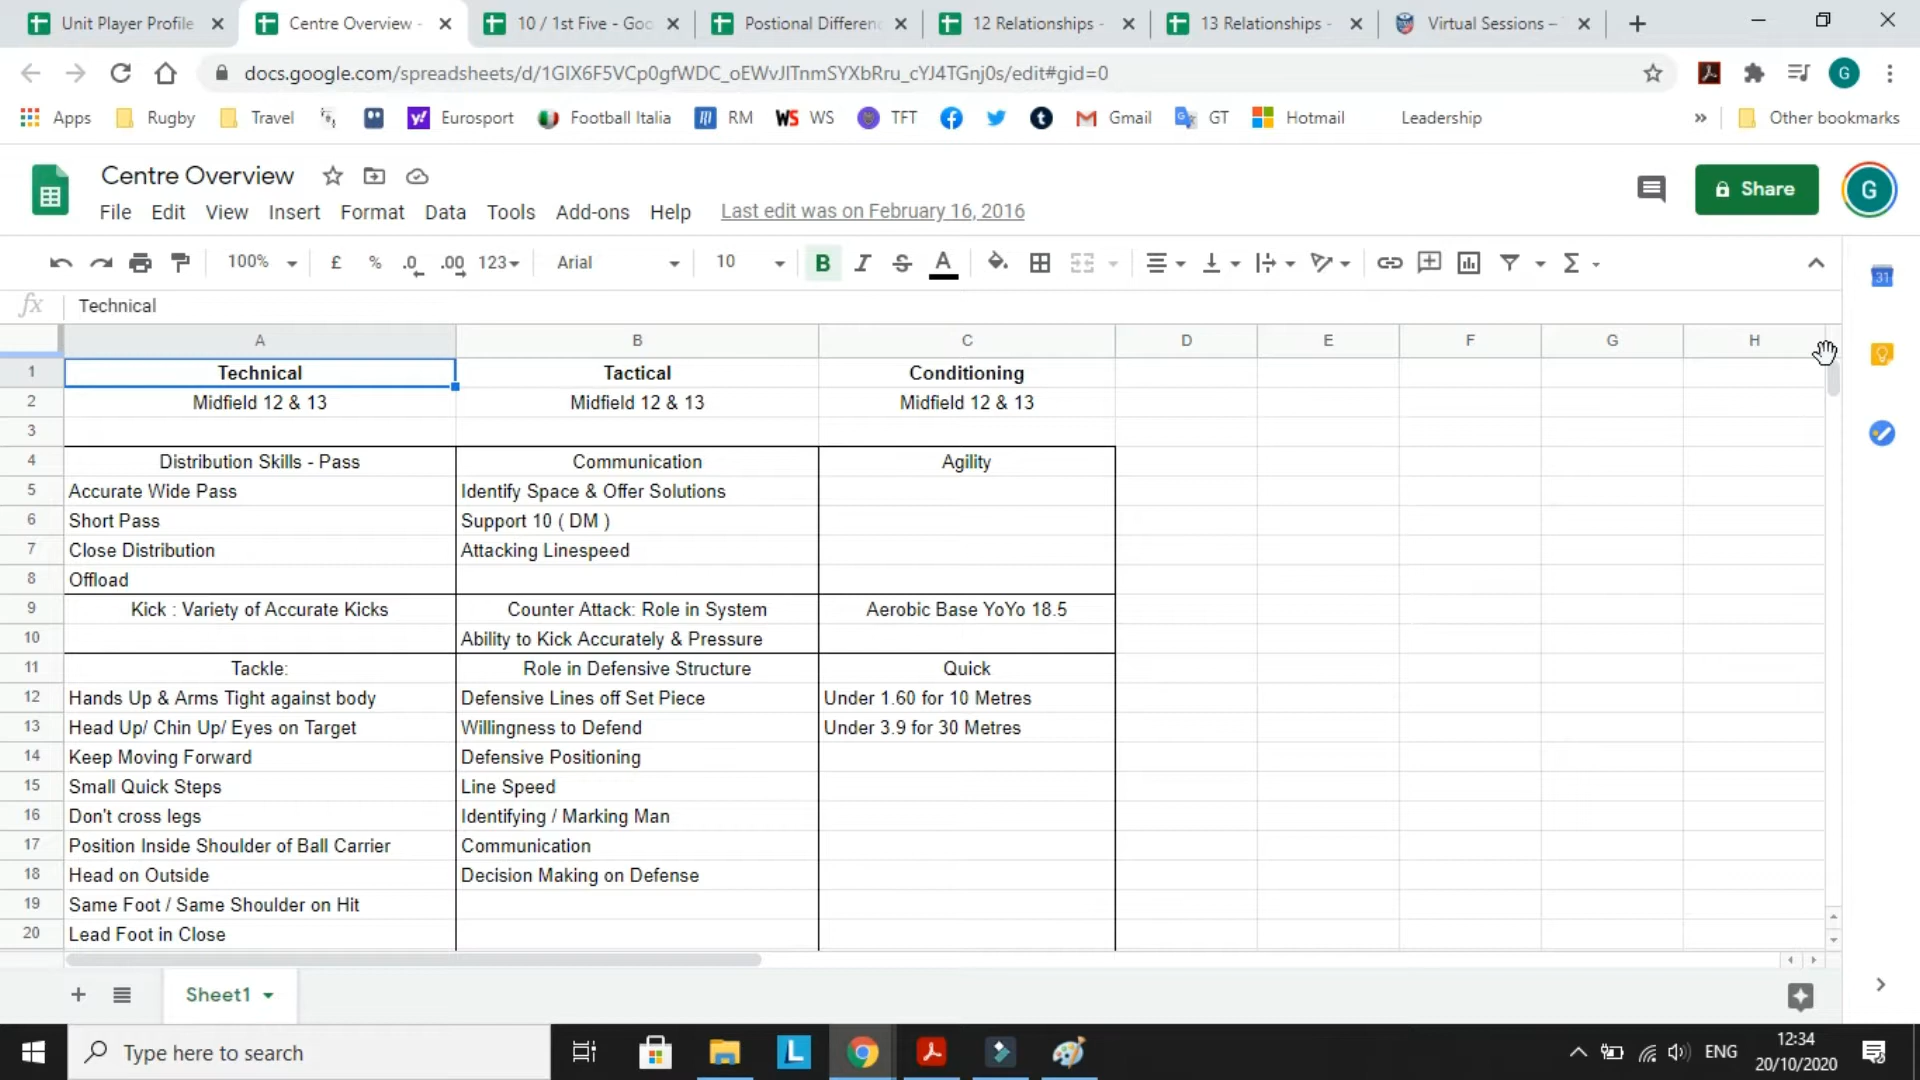 Unit Player Profile
Centre Overview -
10 / 1st Five - Goo
Postional Differenc
12 Relationships -
13 Relationships -
Virtual Sessions –
docs.google.com/spreadsheets/d/1GIX6F5VCp0gfWDC_oEWvJlTnmSYXbRru_cYJ4TGnj0s/edit#gid=0
Apps
Rugby
Travel
Eurosport
Football Italia
RM
WS
TFT
Gmail
GT
Hotmail
Leadership
Other bookmarks
Centre Overview
Share
G
File Edit View Insert Format Data Tools Add-ons Help
Last edit was on February 16, 2016
100% £ % .0 .00 123 Arial 10 B I S A
fx Technical
A B C D E F G H
1 Technical Tactical Conditioning
2 Midfield 12 & 13 Midfield 12 & 13 Midfield 12 & 13
3
4 Distribution Skills - Pass Communication Agility
5 Accurate Wide Pass Identify Space & Offer Solutions
6 Short Pass Support 10 ( DM )
7 Close Distribution Attacking Linespeed
8 Offload
9 Kick : Variety of Accurate Kicks Counter Attack: Role in System Aerobic Base YoYo 18.5
10 Ability to Kick Accurately & Pressure
11 Tackle: Role in Defensive Structure Quick
12 Hands Up & Arms Tight against body Defensive Lines off Set Piece Under 1.60 for 10 Metres
13 Head Up/ Chin Up/ Eyes on Target Willingness to Defend Under 3.9 for 30 Metres
14 Keep Moving Forward Defensive Positioning
15 Small Quick Steps Line Speed
16 Don't cross legs Identifying / Marking Man
17 Position Inside Shoulder of Ball Carrier Communication
18 Head on Outside Decision Making on Defense
19 Same Foot / Same Shoulder on Hit
20 Lead Foot in Close
Sheet1
Type here to search
ENG
12:34
20/10/2020